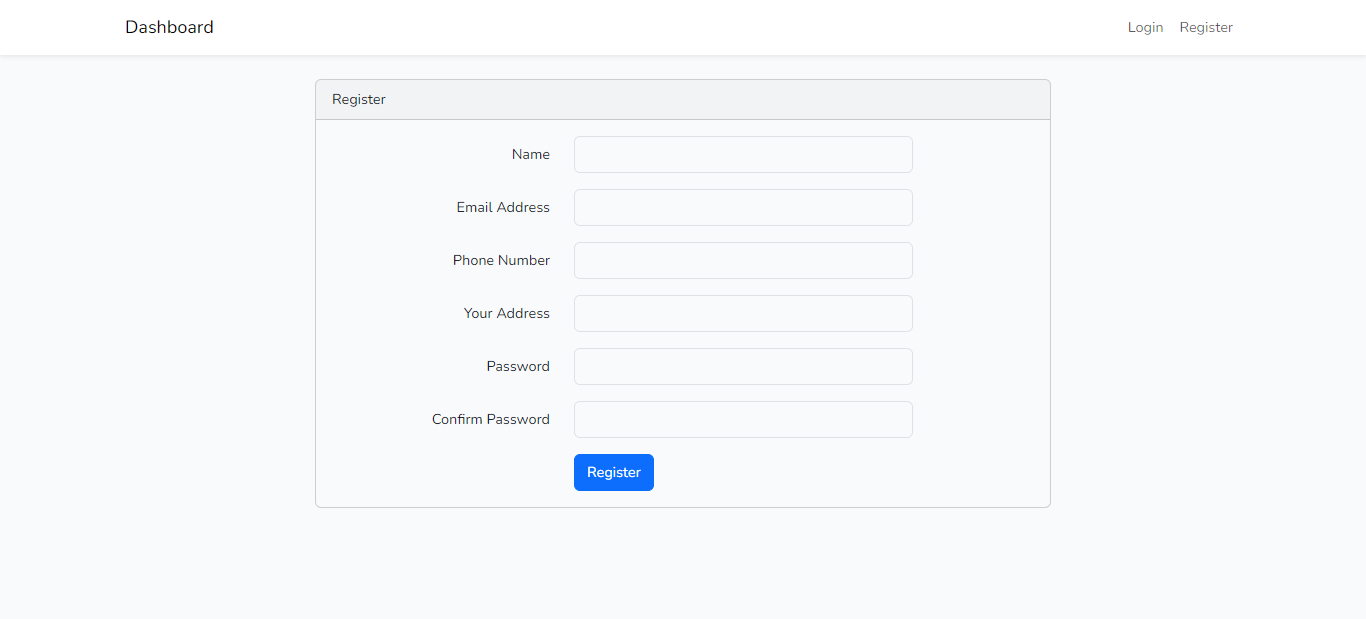 Dashboard
Login
Register
Register
Name
Email Address
Phone Number
Your Address
Password
Confirm Password
Register